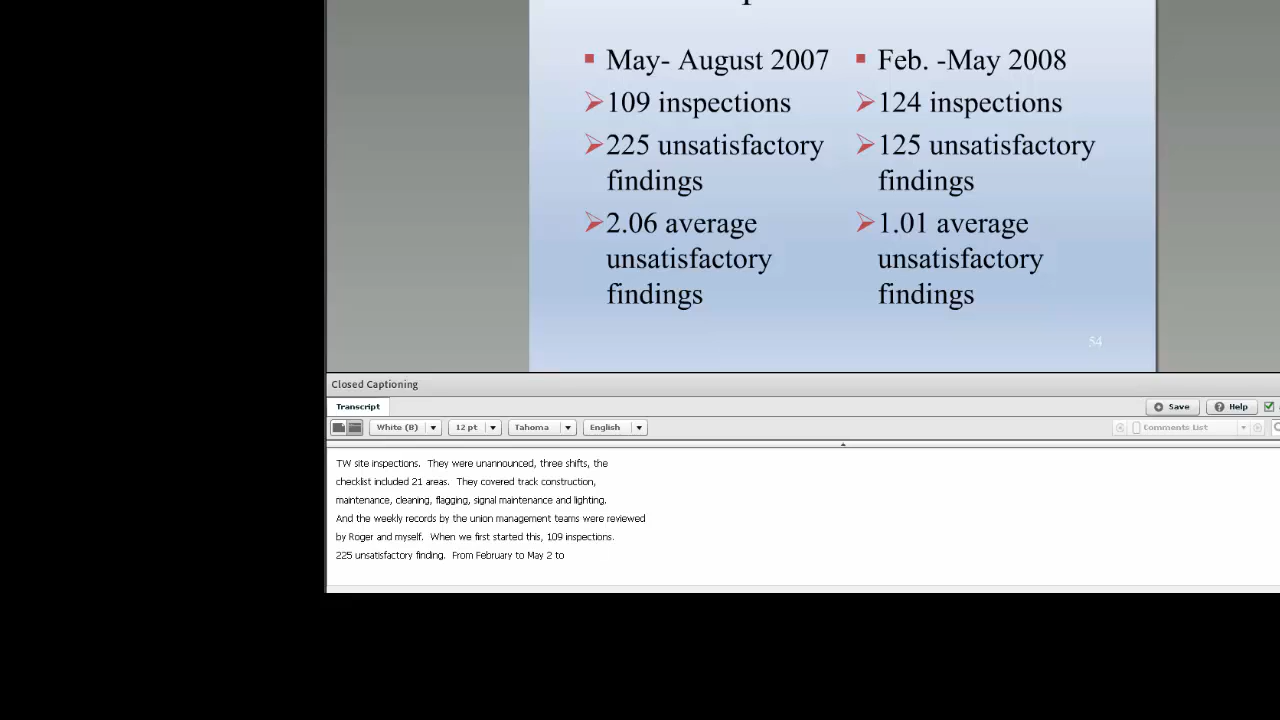 May- August 2007
109 inspections
225 unsatisfactory
findings
2.06 average
unsatisfactory
findings
Feb. -May 2008
124 inspections
125 unsatisfactory
findings
1.01 average
unsatisfactory
findings
54
Closed Captioning
Transcript
Save
Help
White (8)
12 pt
Tahoma
English
Comments List
TW site inspections. They were unannounced, three shifts, the
checklist included 21 areas. They covered track construction,
maintenance, cleaning, flagging, signal maintenance and lighting.
And the weekly records by the union management teams were reviewed
by Roger and myself. When we first started this, 109 inspections.
225 unsatisfactory finding. From February to May 2 to